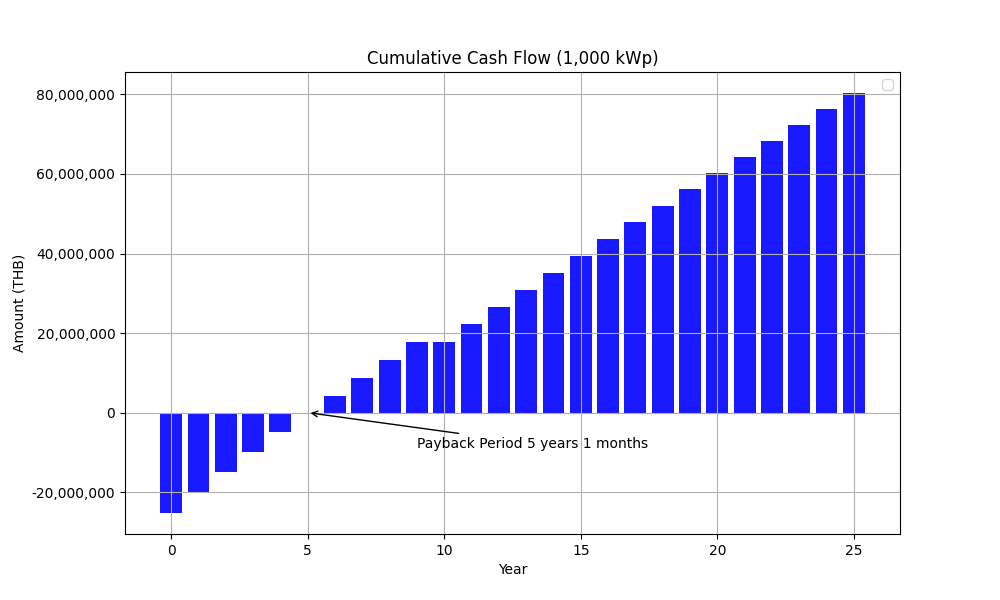 Cumulative Cash Flow (1,000 kWp)
80,000,000
60,000,000
40,000,000
20,000,000
0
-20,000,000
Amount (THB)
Payback Period 5 years 1 months
0 5 10 15 20 25
Year